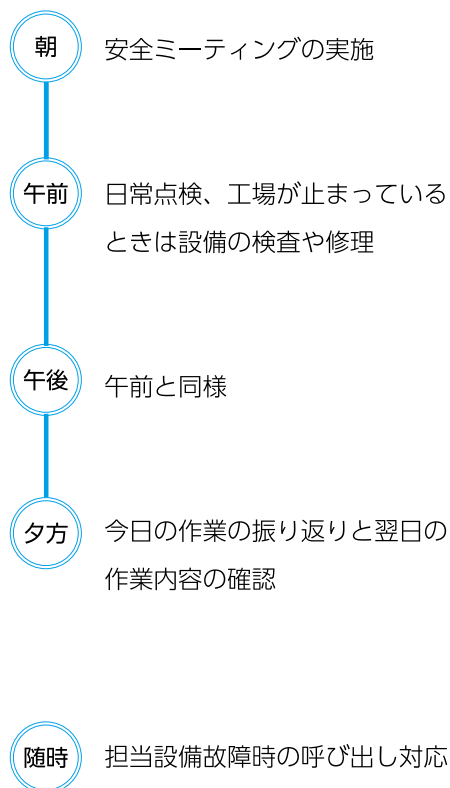 朝
安全ミーティングの実施
午前
日常点検、工場が止まっている
ときは設備の検査や修理
午後
午前と同様
夕方
今日の作業の振り返りと翌日の
作業内容の確認
随時
担当設備故障時の呼び出し対応